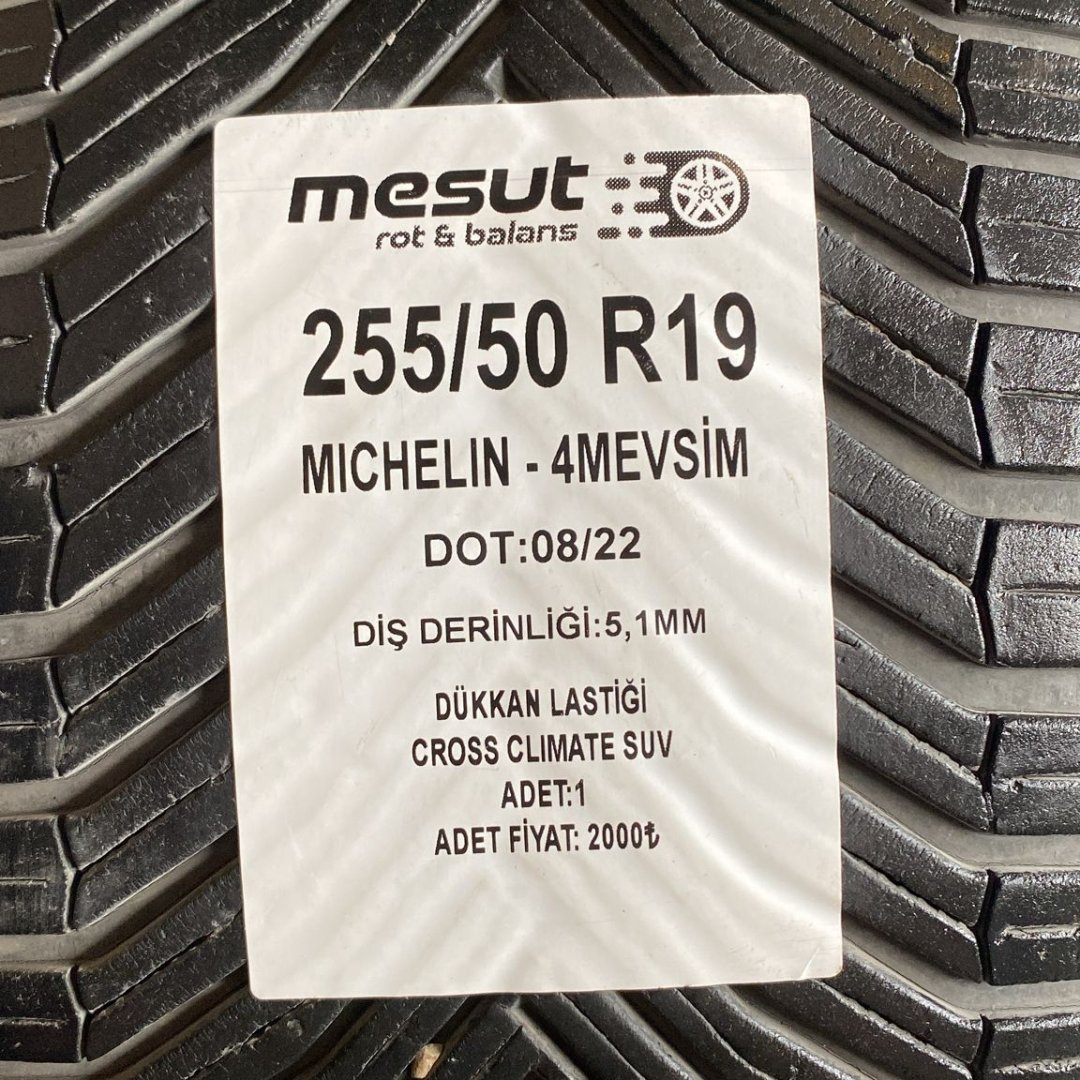 mesut
rot & balans
255/50 R19
MICHELIN - 4MEVSİM
DOT:08/22
DİŞ DERİNLİĞİ:5,1MM
DÜKKAN LASTİĞİ
CROSS CLIMATE SUV
ADET:1
ADET FİYAT: 2000₺